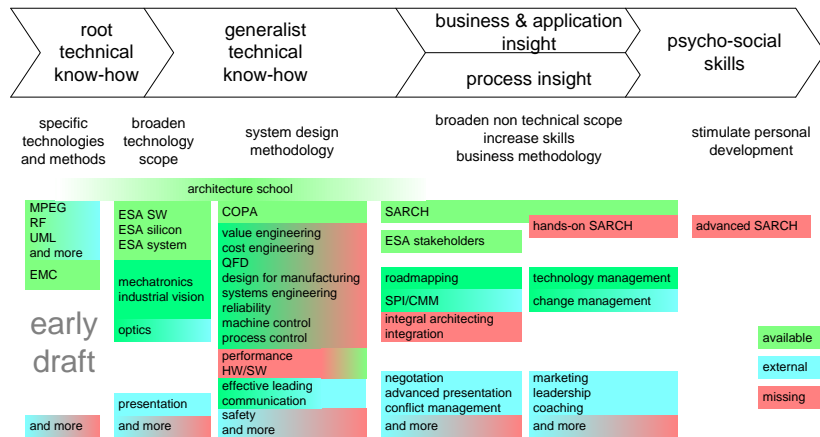 root
technical
know-how
generalist
technical
know-how
business & application
insight
process insight
psycho-social
skills
specific
technologies
and methods
broaden
technology
scope
system design
methodology
broaden non technical scope
increase skills
business methodology
stimulate personal
development
architecture school
MPEG
RF
UML
and more
EMC
early
draft
and more
ESA SW
ESA silicon
ESA system
mechatronics
industrial vision
optics
presentation
and more
COPA
value engineering
cost engineering
QFD
design for manufacturing
systems engineering
reliability
machine control
process control
performance
HW/SW
effective leading
communication
safety
and more
SARCH
ESA stakeholders
roadmapping
SPI/CMM
integral architecting
integration
negotation
advanced presentation
conflict management
and more
hands-on SARCH
technology management
change management
marketing
leadership
coaching
and more
advanced SARCH
available
external
missing